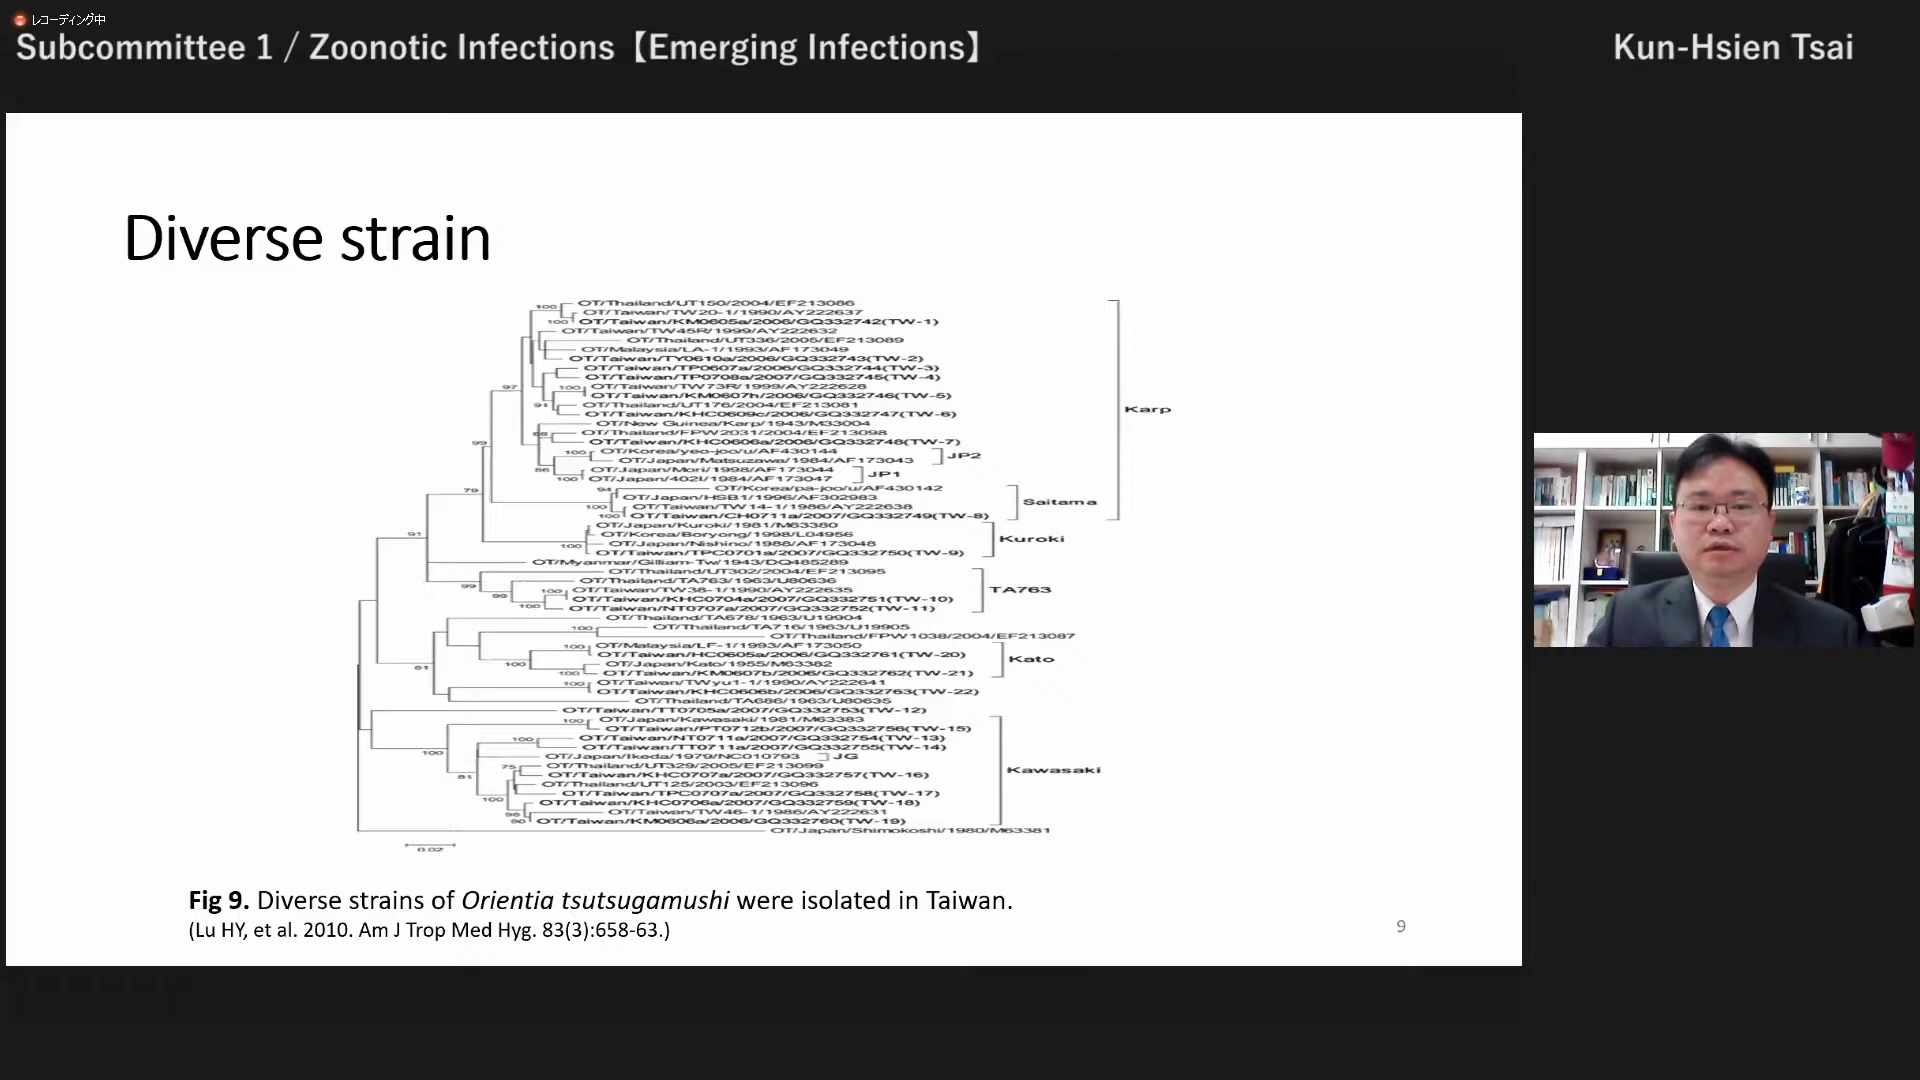 レコーディング中
Subcommittee 1 / Zoonotic Infections【Emerging Infections】
Kun-Hsien Tsai
Diverse strain
100
OT/Thailand/UT150/2004/EF213086
OT/Taiwan/TW20-1/1990/AY222637
100
OT/Taiwan/KM0605a/2006/GQ332742(TW-1)
OT/Taiwan/TW45R/1999/AY222632
OT/Thailand/UT336/2005/EF213089
OT/Malaysia/LA-1/1993/AF173049
OT/Taiwan/TY0610a/2006/GQ332743(TW-2)
OT/Taiwan/TP0607a/2006/GQ332744(TW-3)
OT/Taiwan/TP0708a/2007/GQ332745(TW-4)
97
100
OT/Taiwan/TW73R/1999/AY222628
OT/Taiwan/KM0607h/2006/GQ332746(TW-5)
91
OT/Thailand/UT176/2004/EF213081
OT/Taiwan/KHC0609c/2006/GQ332747(TW-6)
Karp
OT/New Guinea/Karp/1943/M33004
OT/Thailand/FPW2031/2004/EF213098
99
OT/Taiwan/KHC0606a/2006/GQ332748(TW-7)
100
OT/Korea/yeo-joo/u/AF430144
JP2
OT/Japan/Matsuzawa/1984/AF173043
86
OT/Japan/Mori/1998/AF173044
JP1
100
OT/Japan/402I/1984/AF173047
79
94
OT/Korea/pa-joo/u/AF430142
OT/Japan/HSB1/1996/AF302983
Saitama
100
OT/Taiwan/TW14-1/1986/AY222638
100
OT/Taiwan/CH0711a/2007/GQ332749(TW-8)
OT/Japan/Kuroki/1981/M63380
91
OT/Korea/Boryong/1998/L04956
Kuroki
100
OT/Japan/Nishino/1988/AF173048
OT/Taiwan/TPC0701a/2007/GQ332750(TW-9)
OT/Myanmar/Gilliam-Tw/1943/DQ485289
OT/Thailand/UT302/2004/EF213095
99
OT/Thailand/TA763/1963/U80636
TA763
99
100
OT/Taiwan/TW38-1/1990/AY222635
OT/Taiwan/KHC0704a/2007/GQ332751(TW-10)
100
OT/Taiwan/NT0707a/2007/GQ332752(TW-11)
OT/Thailand/TA678/1963/U19904
100
OT/Thailand/TA716/1963/U19905
OT/Thailand/FPW1038/2004/EF213087
100
OT/Malaysia/LF-1/1993/AF173050
OT/Taiwan/HC0605a/2006/GQ332761(TW-20)
Kato
81
100
OT/Japan/Kato/1955/M63382
100
OT/Taiwan/KM0607b/2006/GQ332762(TW-21)
100
OT/Taiwan/TWyu1-1/1990/AY222641
OT/Taiwan/KHC0606b/2006/GQ332763(TW-22)
OT/Thailand/TA686/1963/U80635
OT/Taiwan/TT0705a/2007/GQ332753(TW-12)
100
OT/Japan/Kawasaki/1981/M63383
OT/Taiwan/PT0712b/2007/GQ332756(TW-15)
100
OT/Taiwan/NT0711a/2007/GQ332754(TW-13)
OT/Taiwan/TT0711a/2007/GQ332755(TW-14)
100
OT/Japan/Ikeda/1979/NC010793
JG
75
OT/Thailand/UT329/2005/EF213099
Kawasaki
81
OT/Taiwan/KHC0707a/2007/GQ332757(TW-16)
OT/Thailand/UT125/2003/EF213096
OT/Taiwan/TPC0707a/2007/GQ332758(TW-17)
100
OT/Taiwan/KHC0706a/2007/GQ332759(TW-18)
98
OT/Taiwan/TW46-1/1986/AY222631
90
OT/Taiwan/KM0606a/2006/GQ332760(TW-19)
OT/Japan/Shimokoshi/1980/M63381
0.02
Fig 9. Diverse strains of Orientia tsutsugamushi were isolated in Taiwan.
(Lu HY, et al. 2010. Am J Trop Med Hyg. 83(3):658-63.)
9